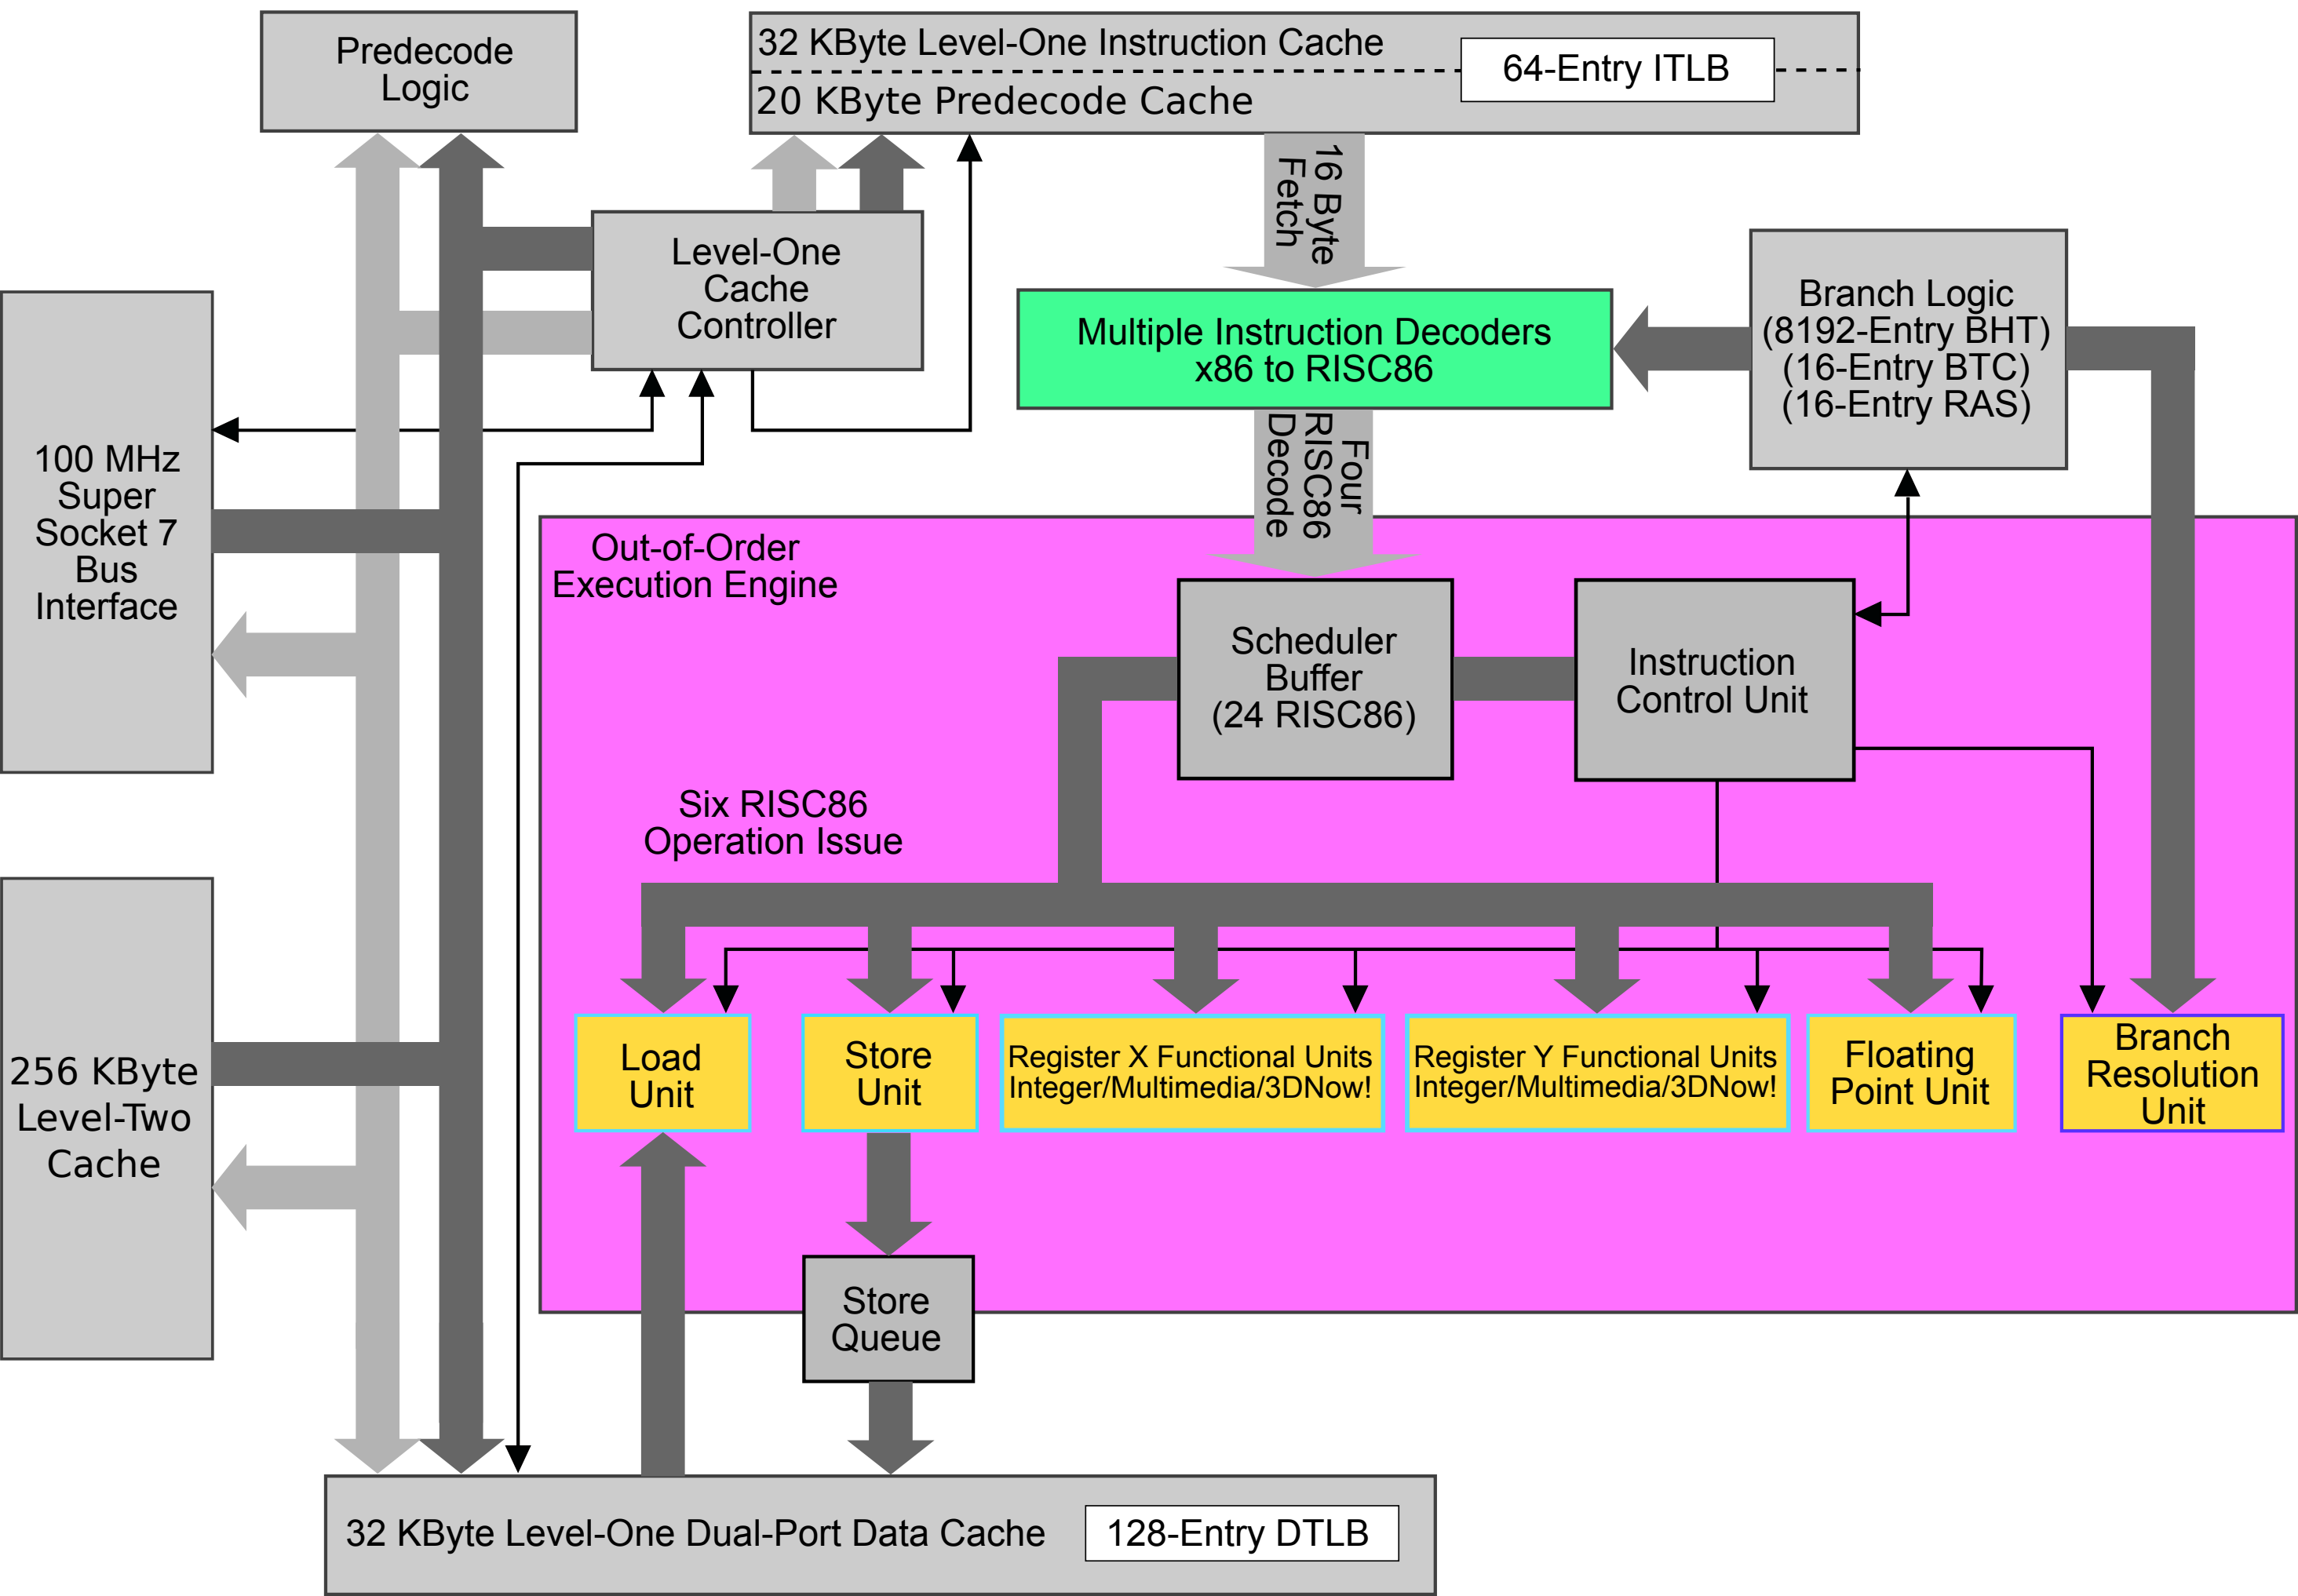 Predecode
Logic
32 KByte Level-One Instruction Cache
64-Entry ITLB
20 KByte Predecode Cache
16 Byte
Fetch
Level-One
Cache
Controller
Multiple Instruction Decoders
x86 to RISC86
Branch Logic
(8192-Entry BHT)
(16-Entry BTC)
(16-Entry RAS)
Four
RISC86
Decode
100 MHz
Super
Socket 7
Bus
Interface
Out-of-Order
Execution Engine
Scheduler
Buffer
(24 RISC86)
Instruction
Control Unit
Six RISC86
Operation Issue
256 KByte
Level-Two
Cache
Load
Unit
Store
Unit
Register X Functional Units
Integer/Multimedia/3DNow!
Register Y Functional Units
Integer/Multimedia/3DNow!
Floating
Point Unit
Branch
Resolution
Unit
Store
Queue
32 KByte Level-One Dual-Port Data Cache
128-Entry DTLB